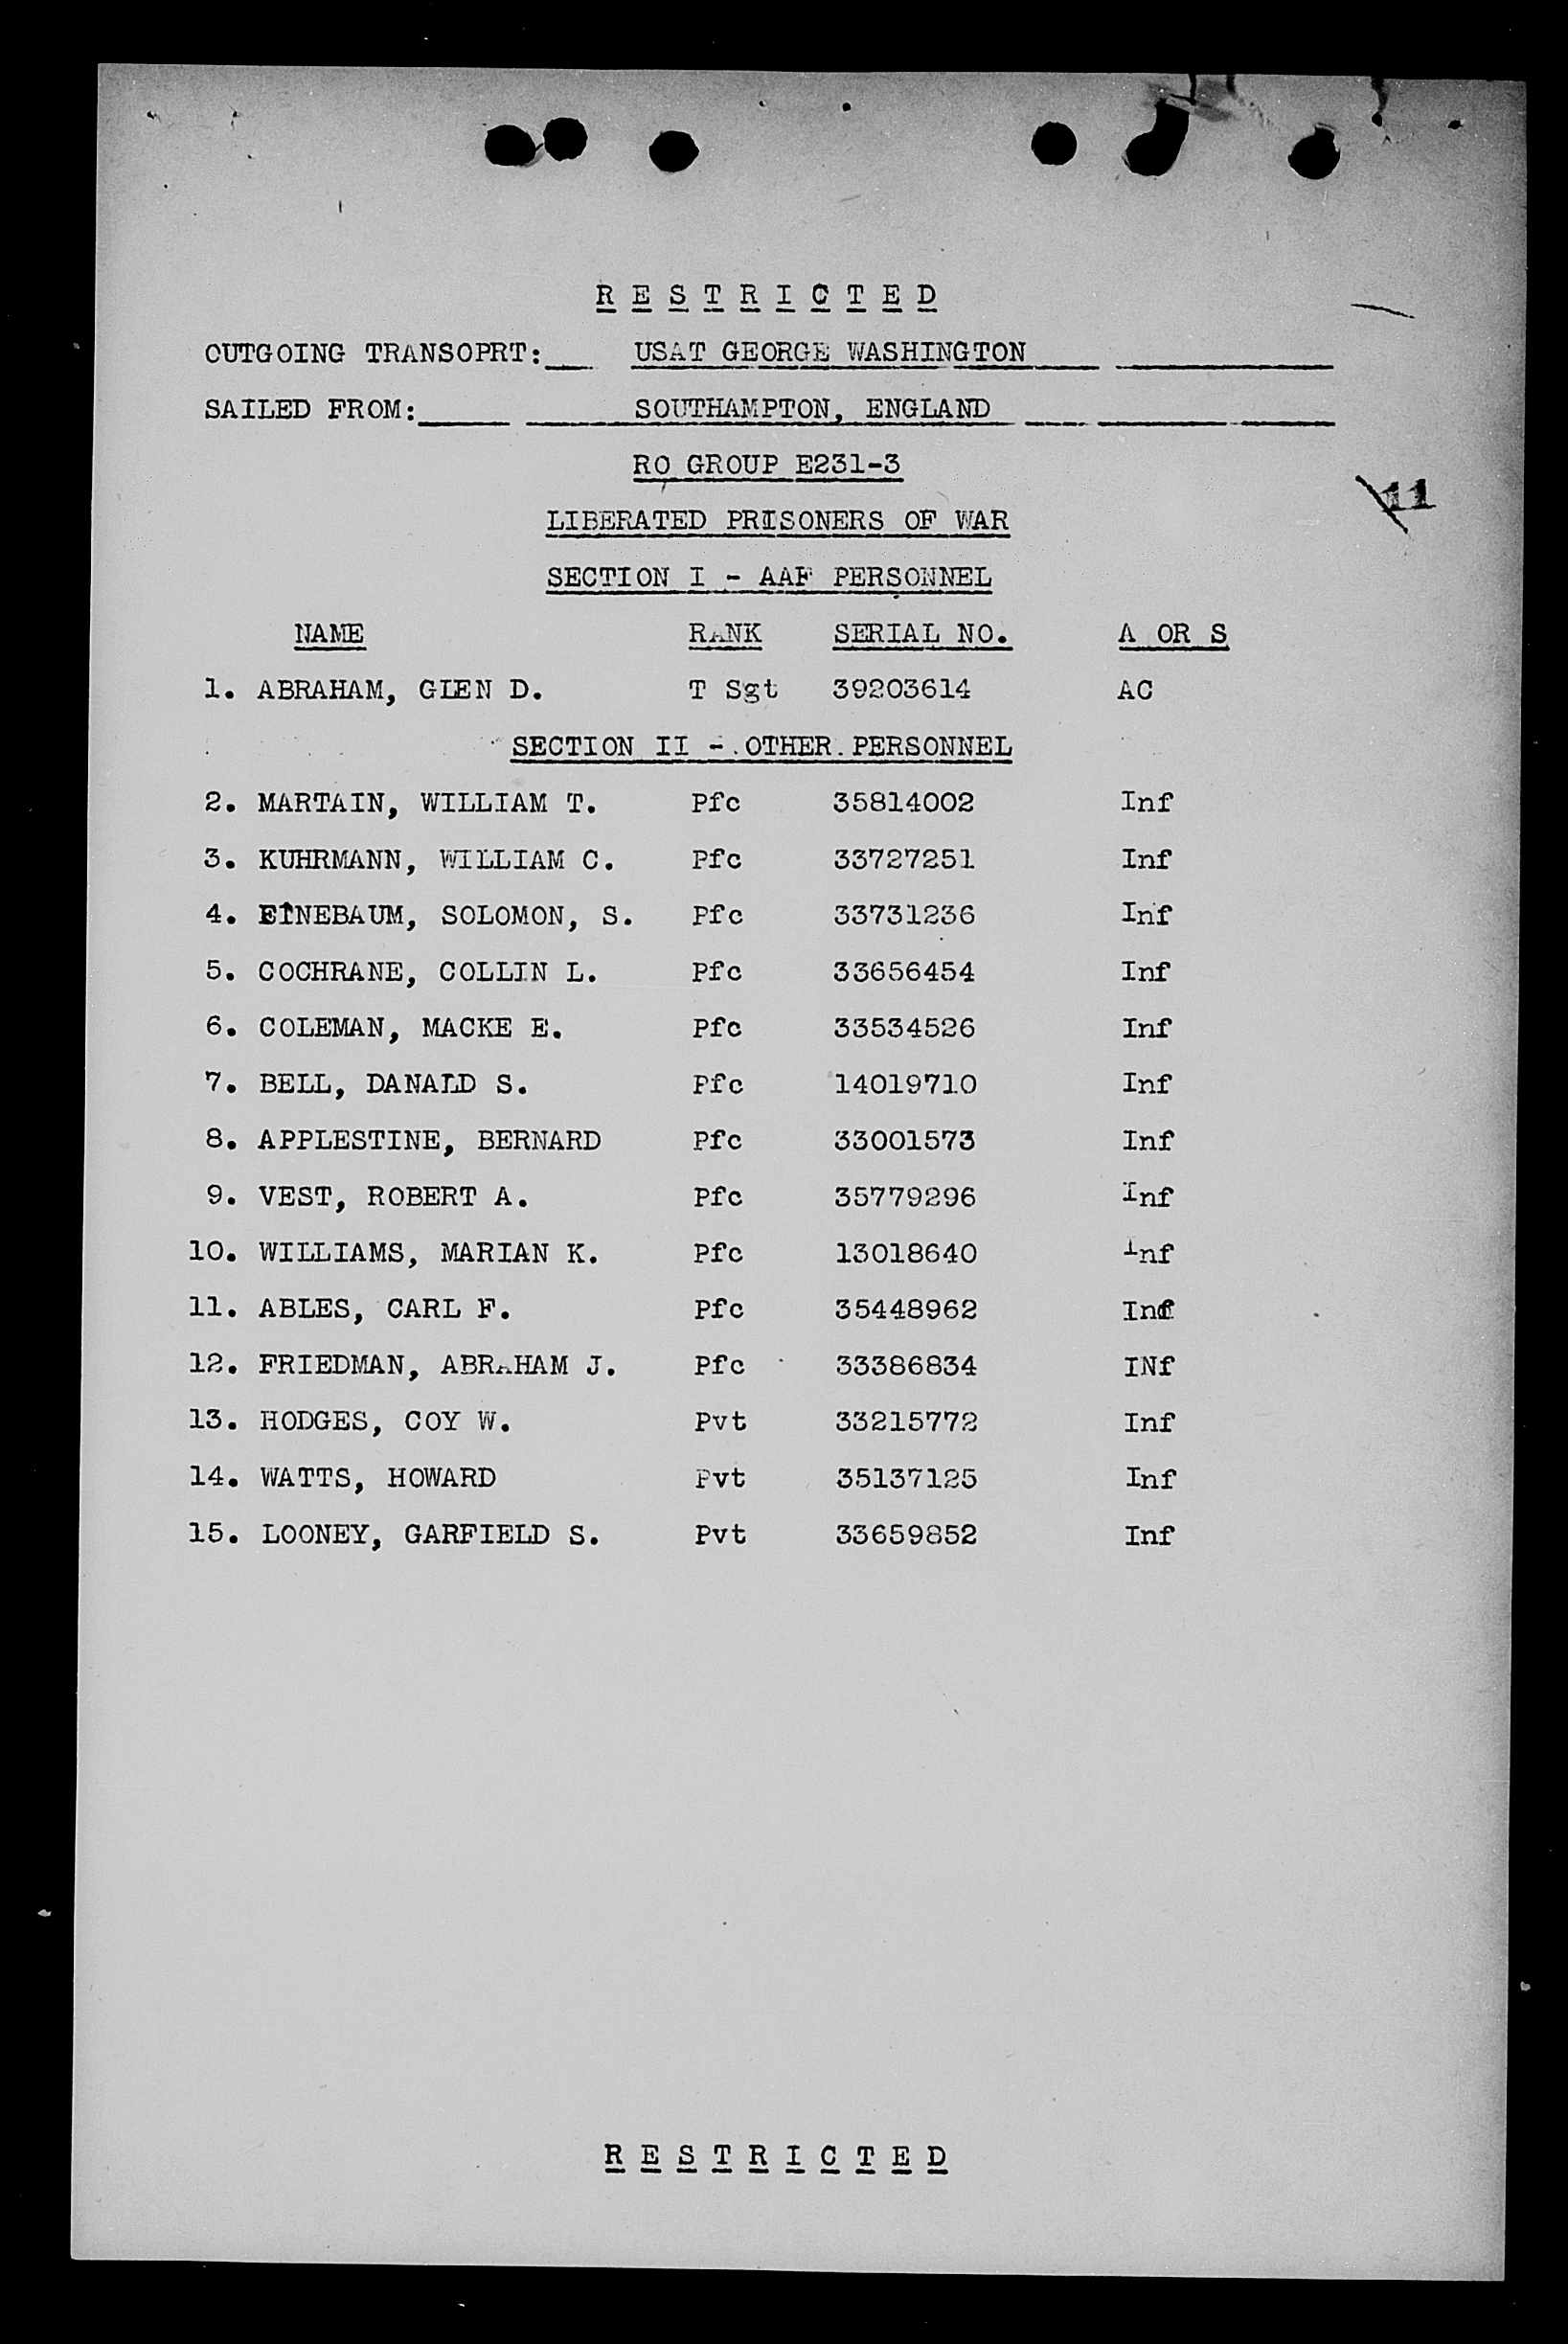 R E S T R I C T E D
OUTGOING TRANSOPRT: USAT GEORGE WASHINGTON
SAILED FROM: SOUTHAMPTON, ENGLAND
RO GROUP E231-3
11
LIBERATED PRISONERS OF WAR
SECTION I - AAF PERSONNEL
NAME RANK SERIAL NO. A OR S
1. ABRAHAM, GLEN D. T Sgt 39203614 AC
SECTION II - OTHER PERSONNEL
2. MARTAIN, WILLIAM T. Pfc 35814002 Inf
3. KUHRMANN, WILLIAM C. Pfc 33727251 Inf
4. EINEBAUM, SOLOMON, S. Pfc 33731236 Inf
5. COCHRANE, COLLIN L. Pfc 33656454 Inf
6. COLEMAN, MACKE E. Pfc 33534526 Inf
7. BELL, DANALD S. Pfc 14019710 Inf
8. APPLESTINE, BERNARD Pfc 33001573 Inf
9. VEST, ROBERT A. Pfc 35779296 Inf
10. WILLIAMS, MARIAN K. Pfc 13018640 Inf
11. ABLES, CARL F. Pfc 35448962 Inf
12. FRIEDMAN, ABRAHAM J. Pfc 33386834 INf
13. HODGES, COY W. Pvt 33215772 Inf
14. WATTS, HOWARD Pvt 35137125 Inf
15. LOONEY, GARFIELD S. Pvt 33659852 Inf
R E S T R I C T E D